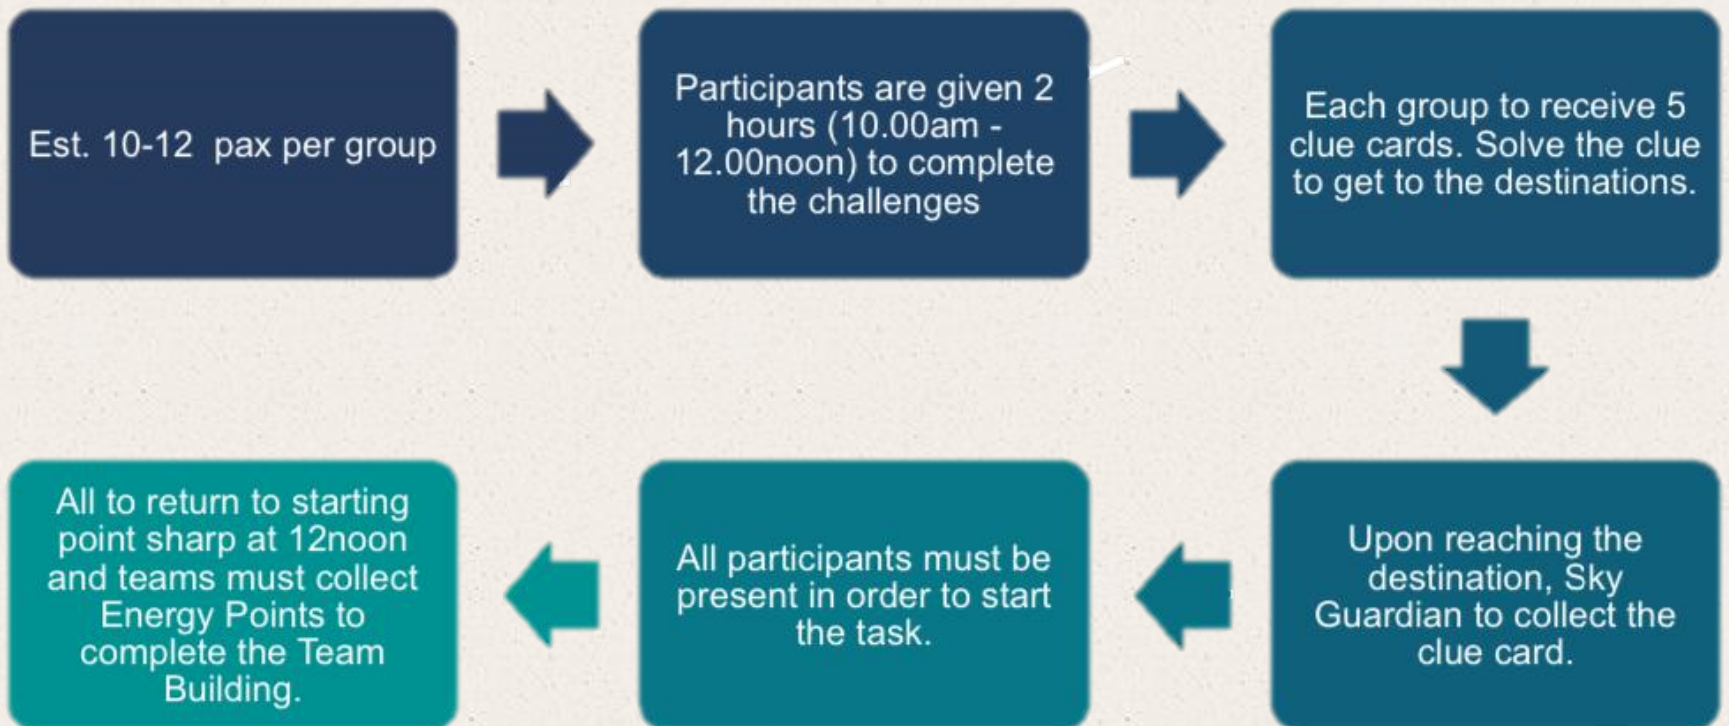 Est. 10-12 pax per group
Participants are given 2
hours (10.00am -
12.00noon) to complete
the challenges
Each group to receive 5
clue cards. Solve the clue
to get to the destinations.
Upon reaching the
destination, Sky
Guardian to collect the
clue card.
All participants must be
present in order to start
the task.
All to return to starting
point sharp at 12noon
and teams must collect
Energy Points to
complete the Team
Building.